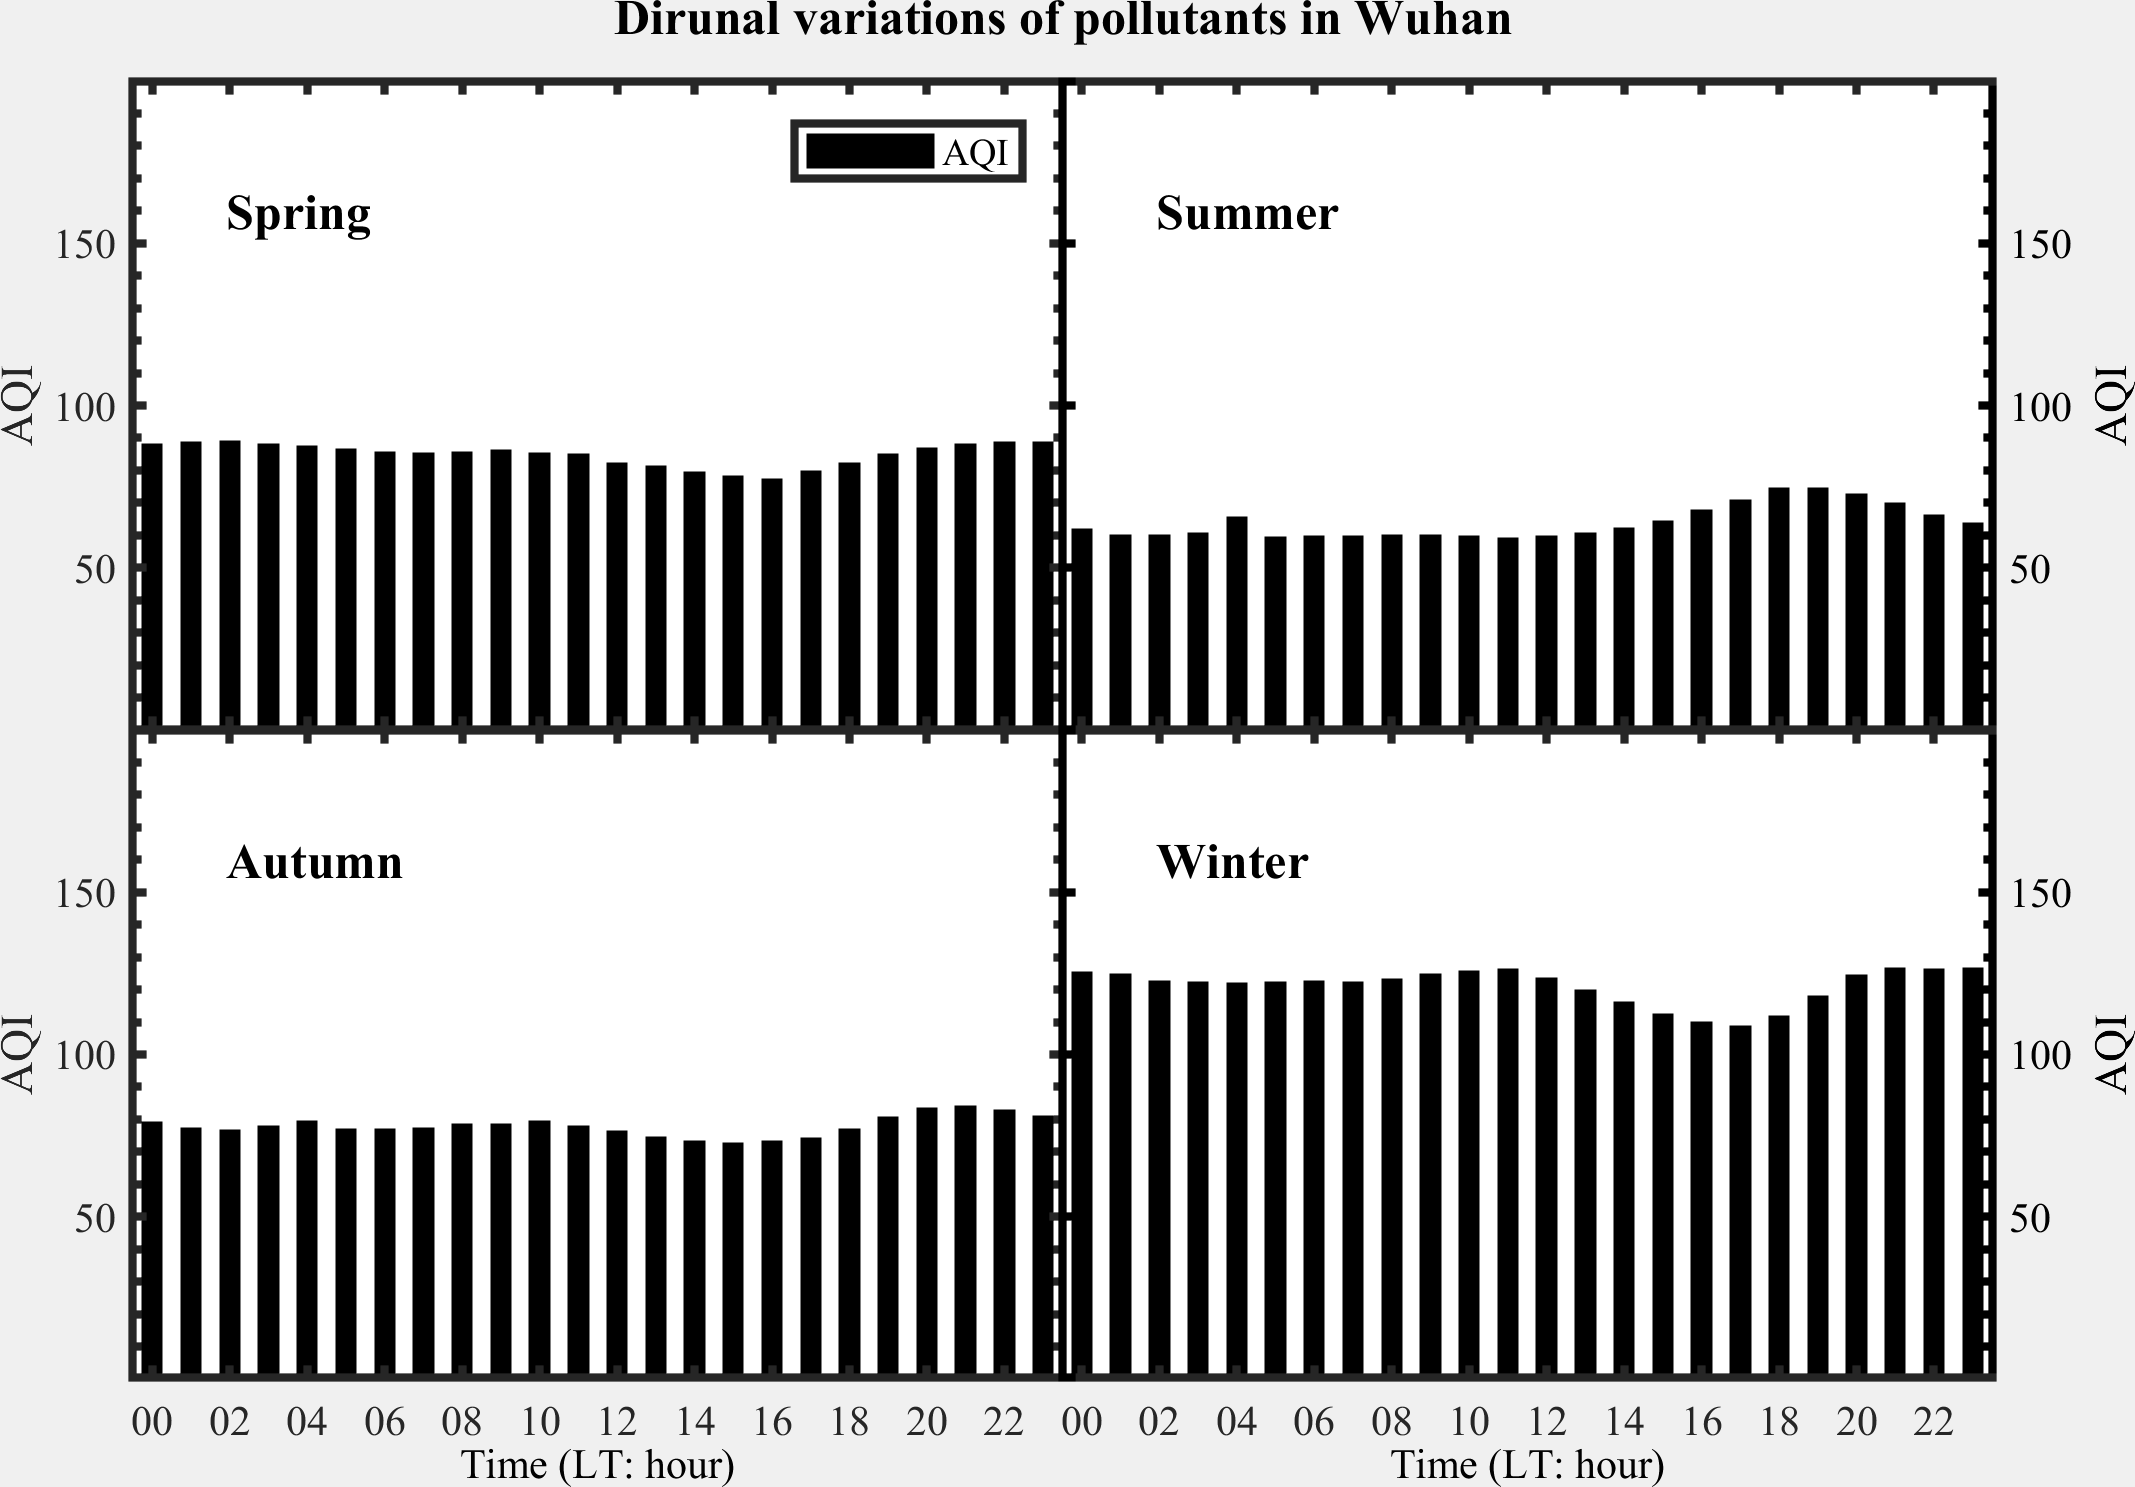 Dirunal variations of pollutants in Wuhan
AQI
Spring
Summer
150
100
50
AQI
150
100
50
AQI
Autumn
Winter
150
100
50
AQI
150
100
50
AQI
00 02 04 06 08 10 12 14 16 18 20 22
00 02 04 06 08 10 12 14 16 18 20 22
Time (LT: hour)
Time (LT: hour)